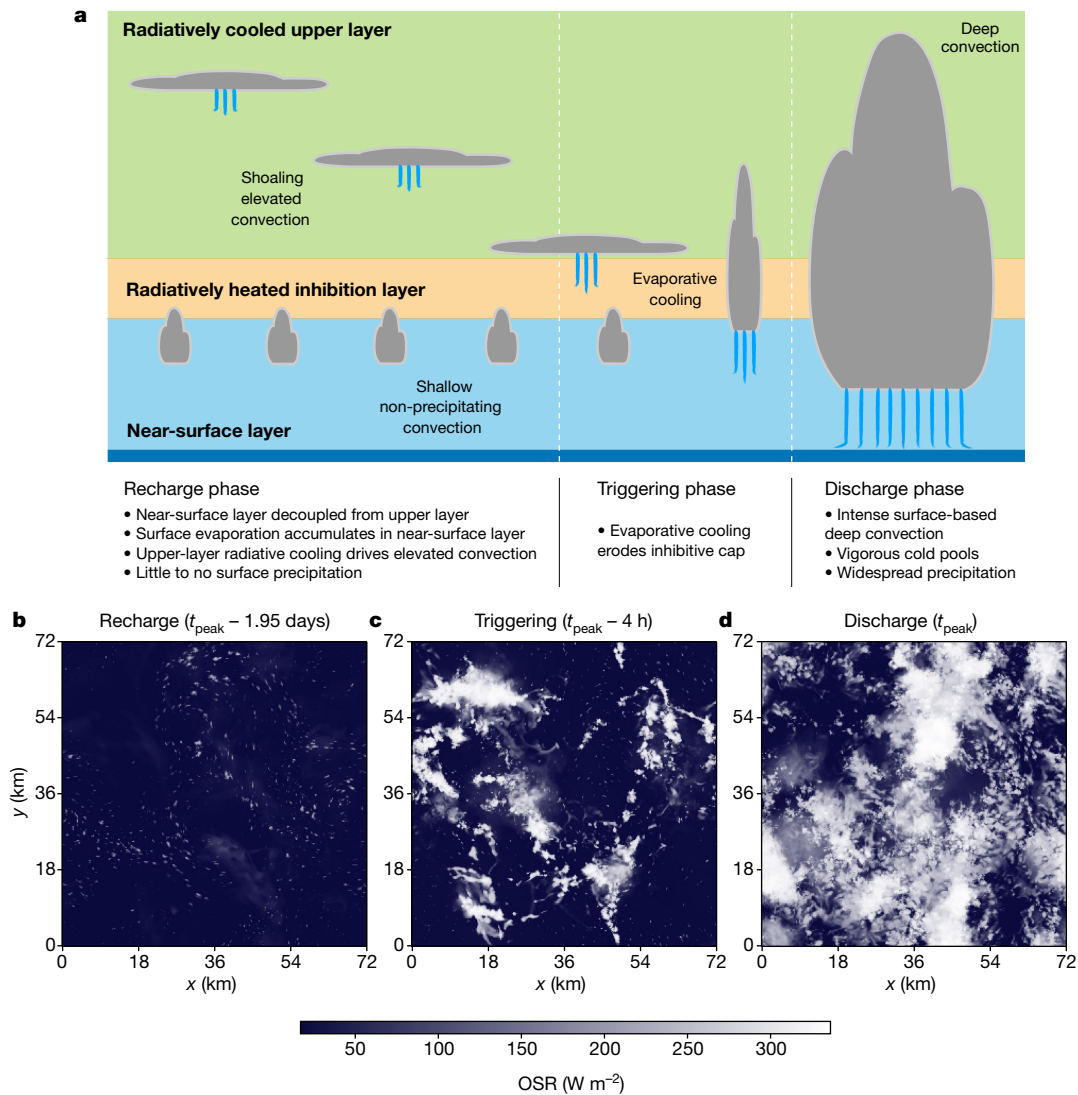 a
Radiatively cooled upper layer
Deep
convection
Shoaling
elevated
convection
Evaporative
cooling
Radiatively heated inhibition layer
Shallow
non-precipitating
convection
Near-surface layer
Recharge phase
• Near-surface layer decoupled from upper layer
• Surface evaporation accumulates in near-surface layer
• Upper-layer radiative cooling drives elevated convection
• Little to no surface precipitation
Triggering phase
• Evaporative cooling
erodes inhibitive cap
Discharge phase
• Intense surface-based
deep convection
• Vigorous cold pools
• Widespread precipitation
b Recharge (t_peak – 1.95 days)
72
54
36
18
0
y (km)
0 18 36 54 72
x (km)
c Triggering (t_peak – 4 h)
72
54
36
18
0
0 18 36 54 72
x (km)
d Discharge (t_peak)
72
54
36
18
0
0 18 36 54 72
x (km)
50 100 150 200 250 300
OSR (W m⁻²)